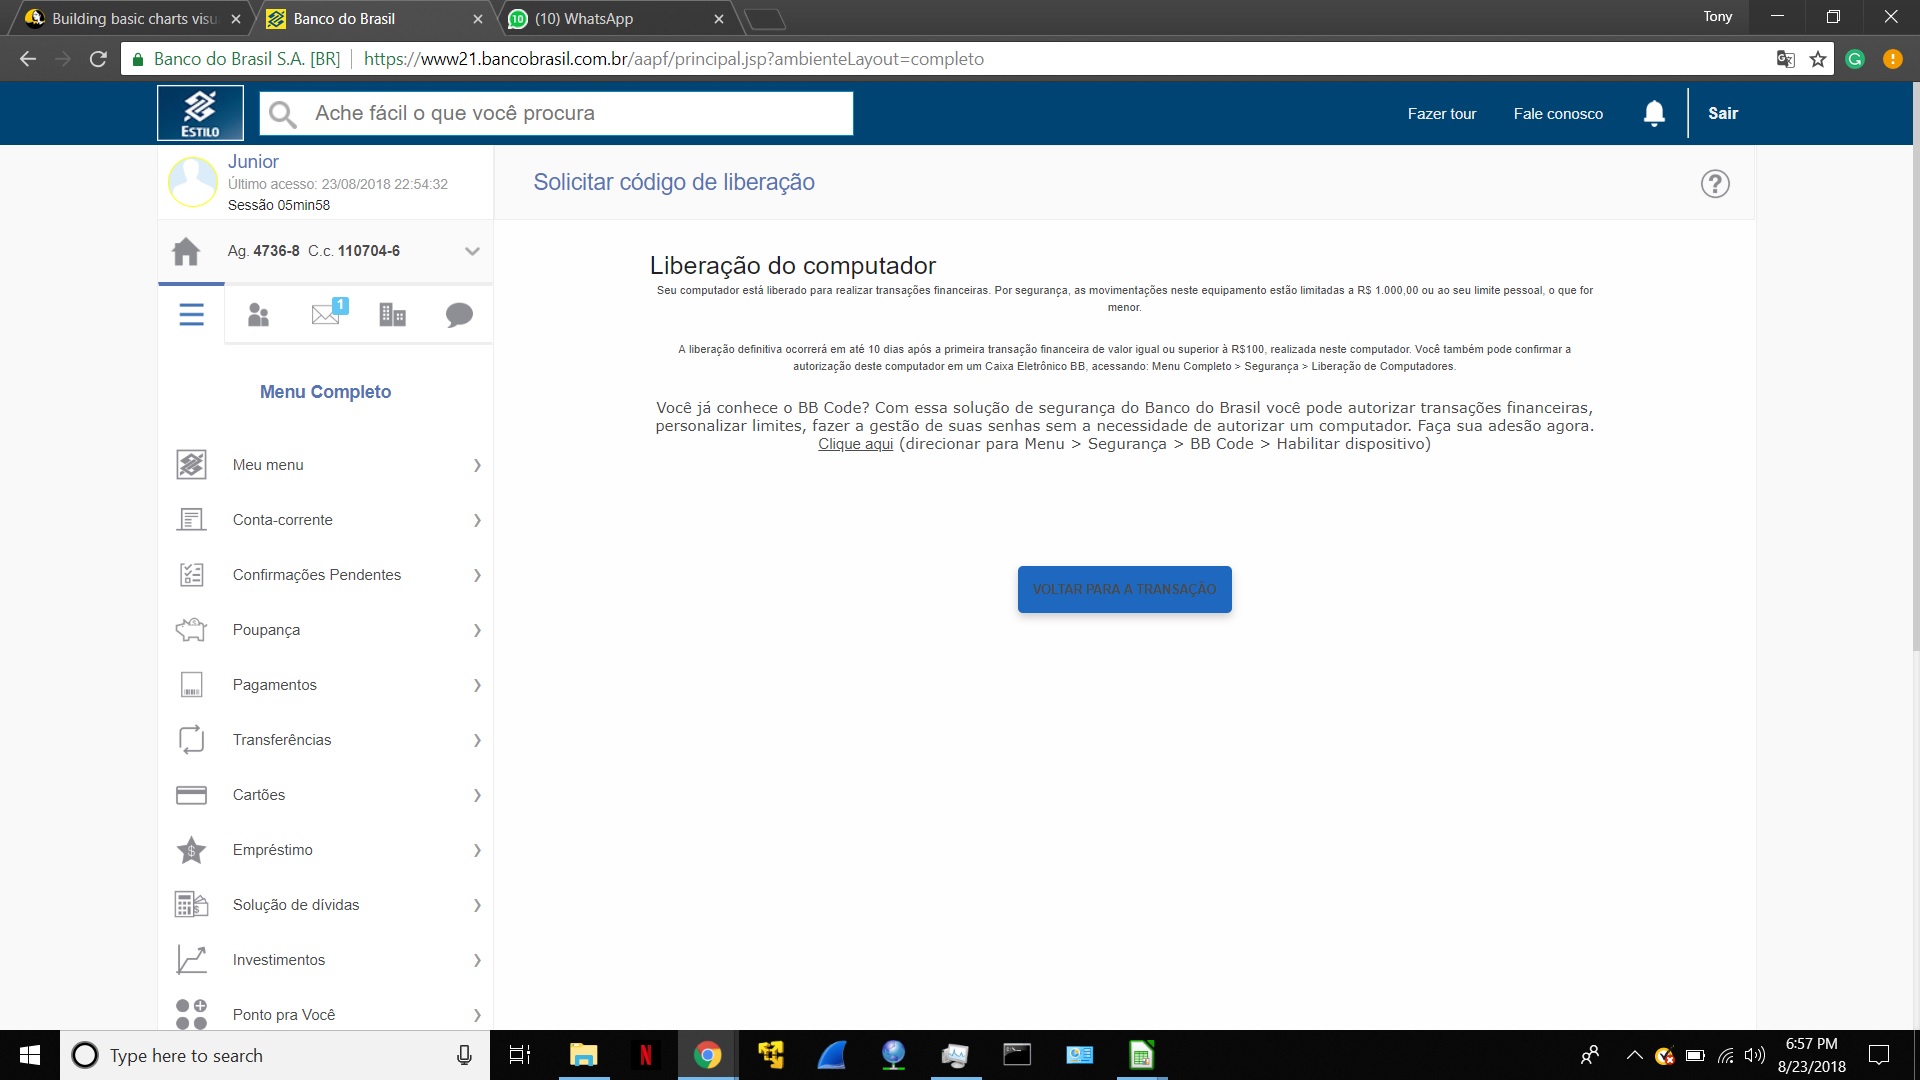 Building basic charts visu
Banco do Brasil
(10) WhatsApp
Tony
Banco do Brasil S.A. [BR]
https://www21.bancobrasil.com.br/aapf/principal.jsp?ambienteLayout=completo
ESTILO
Ache fácil o que você procura
Fazer tour
Fale conosco
Sair
Junior
Último acesso: 23/08/2018 22:54:32
Sessão 05min58
Solicitar código de liberação
?
Ag. 4736-8 C.c. 110704-6
1
Menu Completo
Meu menu
Conta-corrente
Confirmações Pendentes
Poupança
Pagamentos
Transferências
Cartões
Empréstimo
Solução de dívidas
Investimentos
Ponto pra Você
Liberação do computador
Seu computador está liberado para realizar transações financeiras. Por segurança, as movimentações neste equipamento estão limitadas a R$ 1.000,00 ou ao seu limite pessoal, o que for
menor.
A liberação definitiva ocorrerá em até 10 dias após a primeira transação financeira de valor igual ou superior à R$100, realizada neste computador. Você também pode confirmar a
autorização deste computador em um Caixa Eletrônico BB, acessando: Menu Completo > Segurança > Liberação de Computadores.
Você já conhece o BB Code? Com essa solução de segurança do Banco do Brasil você pode autorizar transações financeiras,
personalizar limites, fazer a gestão de suas senhas sem a necessidade de autorizar um computador. Faça sua adesão agora.
Clique aqui (direcionar para Menu > Segurança > BB Code > Habilitar dispositivo)
VOLTAR PARA A TRANSAÇÃO
Type here to search
6:57 PM
8/23/2018